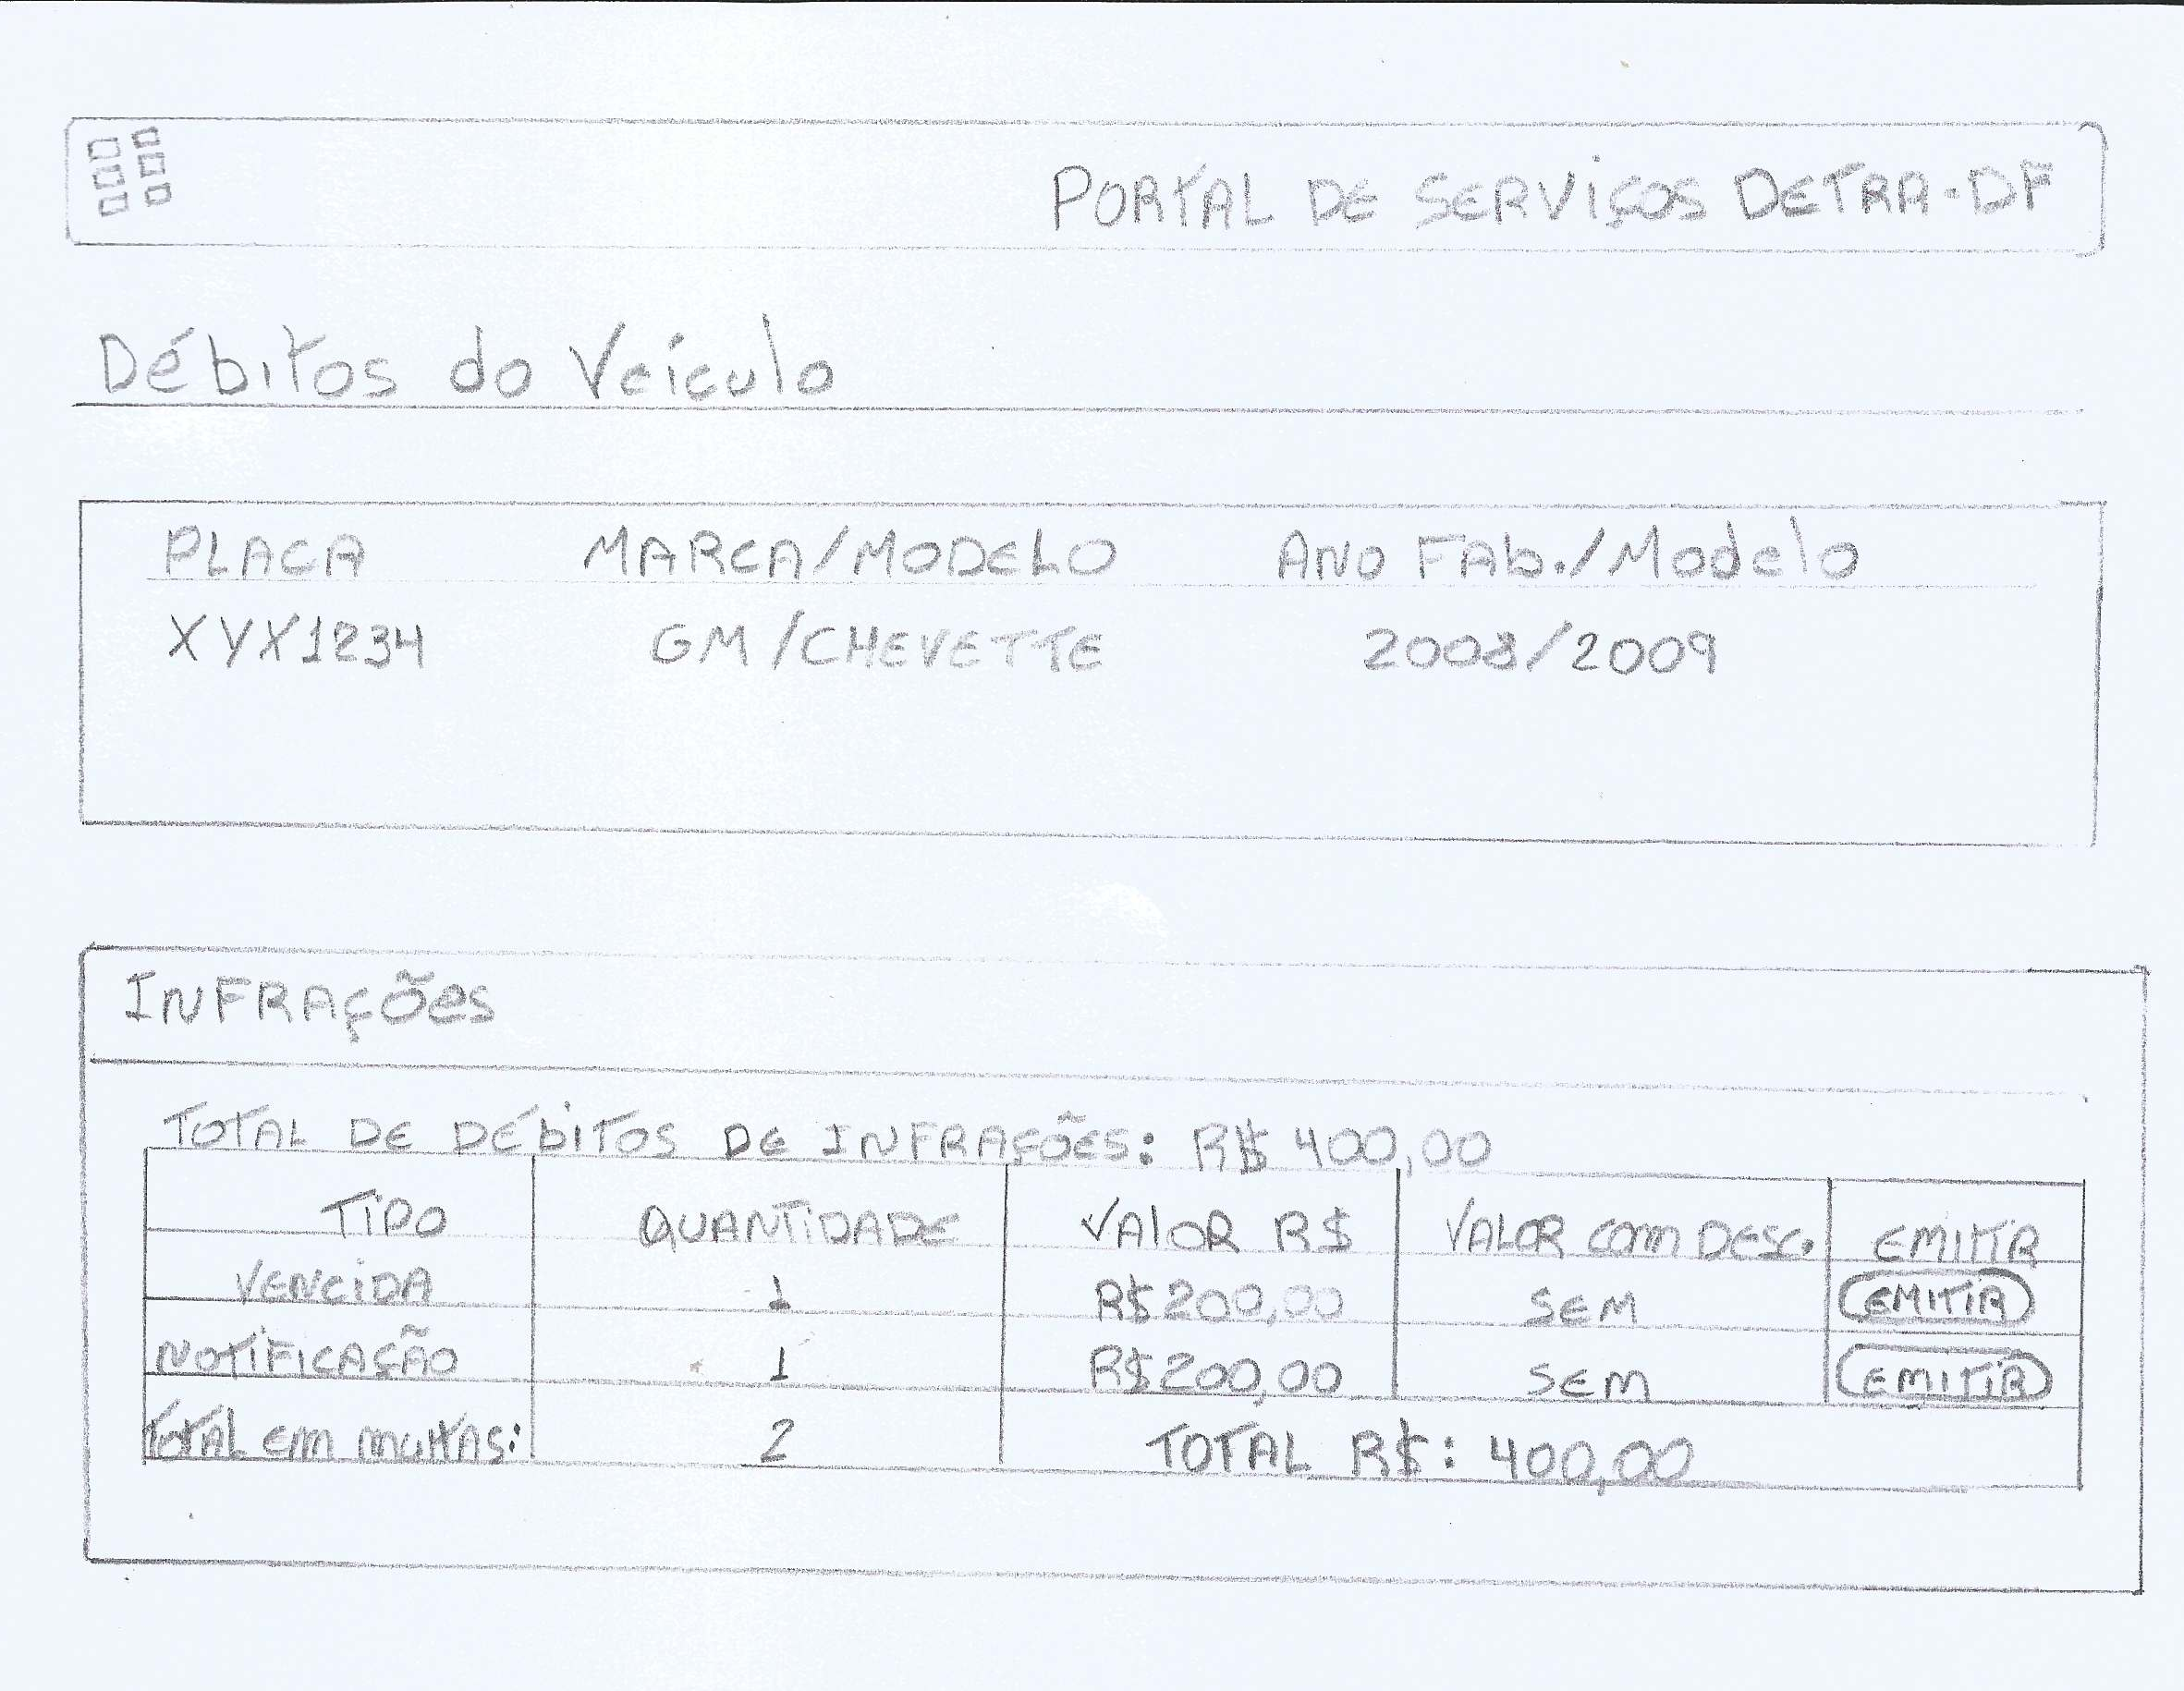 PORTAL DE SERVIÇOS DETRA-DF
Débitos do Veículo
PLACA MARCA/MODELO ANO FAb./Modelo
XYX1234 GM/CHEVETTE 2008/2009
INFRAÇÕES
TOTAL DE DÉbITOS DE INFRAÇÕES: R$ 400,00
TIPO QUANTIDADE VALOR R$ VALOR com DESC. EMITIR
VENCIDA 1 R$ 200,00 SEM EMITIR
NOTIFICAÇÃO 1 R$ 200,00 SEM EMITIR
TOTAL em multas: 2 TOTAL R$: 400,00